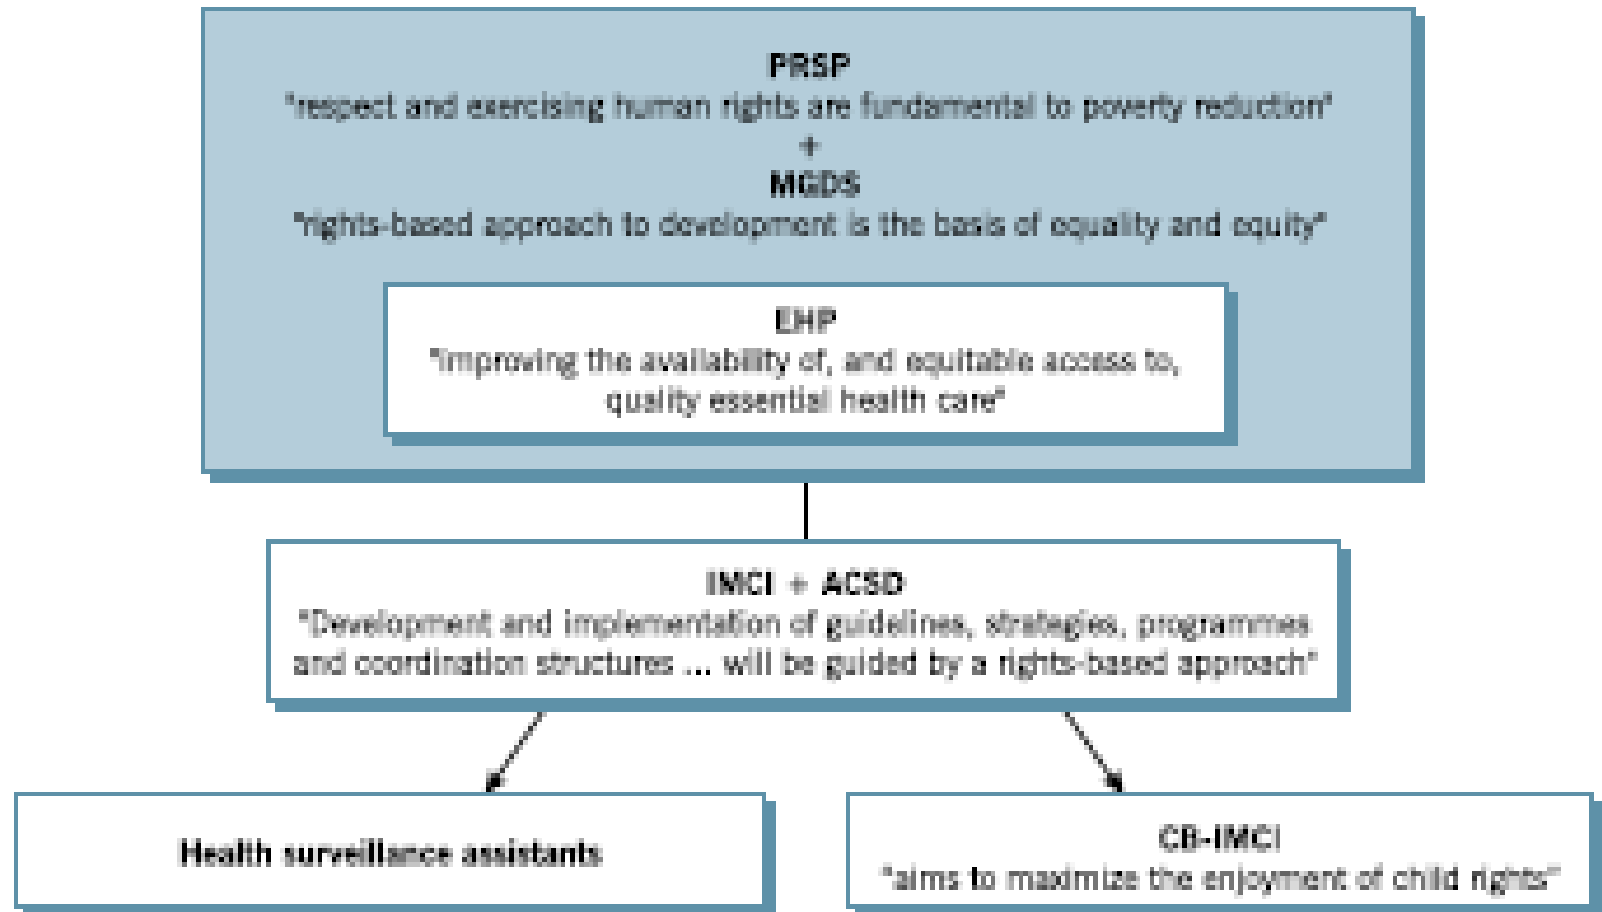 PRSP
"respect and exercising human rights are fundamental to poverty reduction"
+
MGDS
"rights-based approach to development is the basis of equality and equity"
EHP
"improving the availability of, and equitable access to,
quality essential health care"
IMCI + ACSD
"Development and implementation of guidelines, strategies, programmes
and coordination structures ... will be guided by a rights-based approach"
Health surveillance assistants
CB-IMCI
"aims to maximize the enjoyment of child rights"